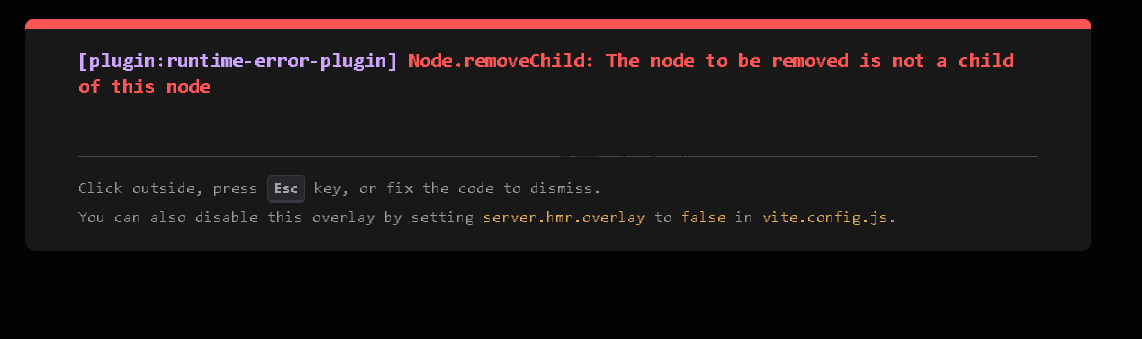 [plugin:runtime-error-plugin] Node.removeChild: The node to be removed is not a child
of this node
Click outside, press Esc key, or fix the code to dismiss.
You can also disable this overlay by setting server.hmr.overlay to false in vite.config.js.